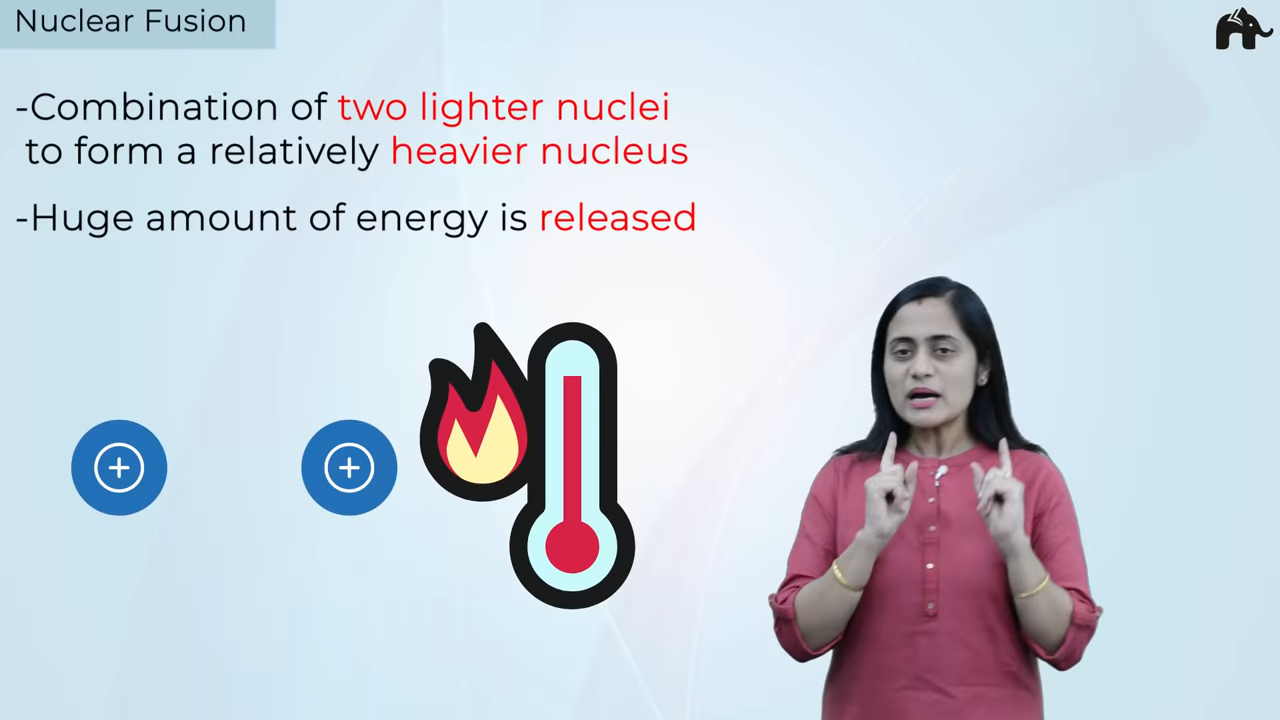 Nuclear Fusion
-Combination of two lighter nuclei
to form a relatively heavier nucleus
-Huge amount of energy is released
+ +